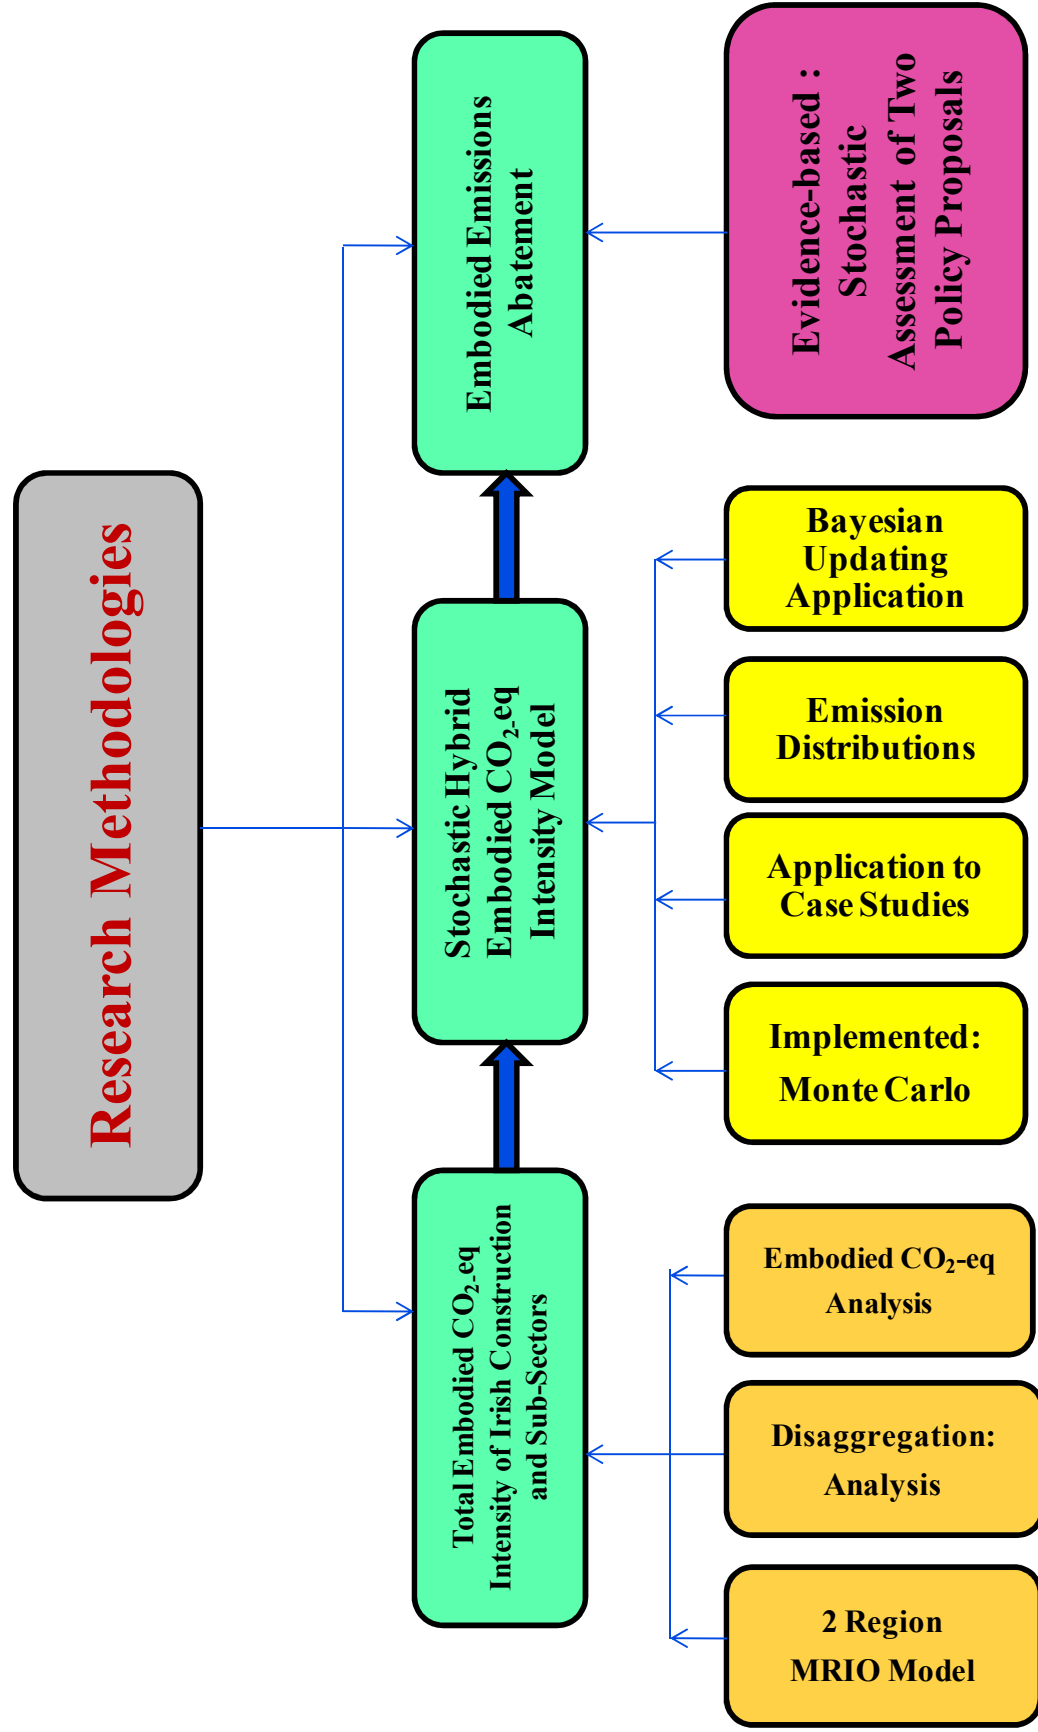 Research Methodologies
Total Embodied CO₂-eq
Intensity of Irish Construction
and Sub-Sectors
Stochastic Hybrid
Embodied CO₂-eq
Intensity Model
Embodied Emissions
Abatement
2 Region
MRIO Model
Disaggregation:
Analysis
Embodied CO₂-eq
Analysis
Implemented:
Monte Carlo
Application to
Case Studies
Emission
Distributions
Bayesian
Updating
Application
Evidence-based :
Stochastic
Assessment of Two
Policy Proposals